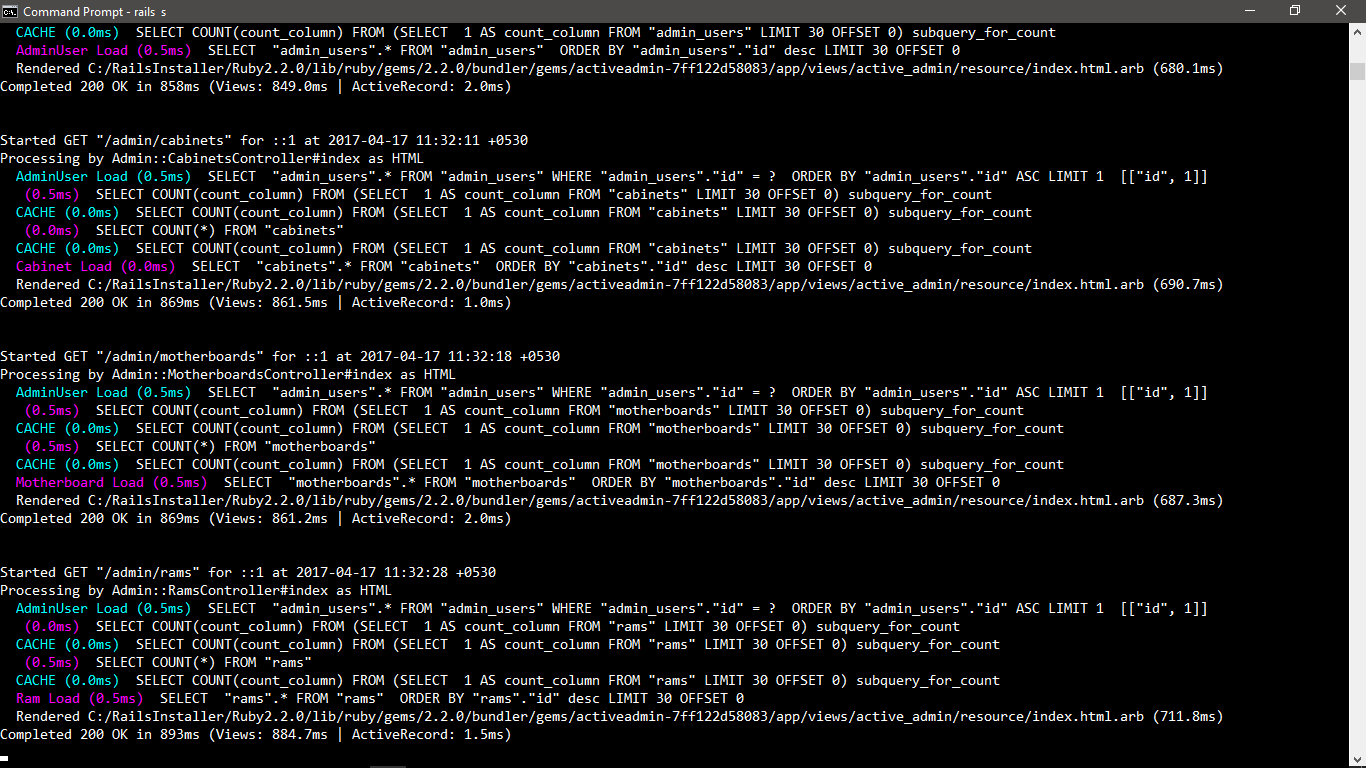 Command Prompt - rails  s
  CACHE (0.0ms)  SELECT COUNT(count_column) FROM (SELECT  1 AS count_column FROM "admin_users" LIMIT 30 OFFSET 0) subquery_for_count
  AdminUser Load (0.5ms)  SELECT  "admin_users".* FROM "admin_users"  ORDER BY "admin_users"."id" desc LIMIT 30 OFFSET 0
  Rendered C:/RailsInstaller/Ruby2.2.0/lib/ruby/gems/2.2.0/bundler/gems/activeadmin-7ff122d58083/app/views/active_admin/resource/index.html.arb (680.1ms)
Completed 200 OK in 858ms (Views: 849.0ms | ActiveRecord: 2.0ms)
Started GET "/admin/cabinets" for ::1 at 2017-04-17 11:32:11 +0530
Processing by Admin::CabinetsController#index as HTML
  AdminUser Load (0.5ms)  SELECT  "admin_users".* FROM "admin_users" WHERE "admin_users"."id" = ?  ORDER BY "admin_users"."id" ASC LIMIT 1  [["id", 1]]
   (0.5ms)  SELECT COUNT(count_column) FROM (SELECT  1 AS count_column FROM "cabinets" LIMIT 30 OFFSET 0) subquery_for_count
  CACHE (0.0ms)  SELECT COUNT(count_column) FROM (SELECT  1 AS count_column FROM "cabinets" LIMIT 30 OFFSET 0) subquery_for_count
   (0.0ms)  SELECT COUNT(*) FROM "cabinets"
  CACHE (0.0ms)  SELECT COUNT(count_column) FROM (SELECT  1 AS count_column FROM "cabinets" LIMIT 30 OFFSET 0) subquery_for_count
  Cabinet Load (0.0ms)  SELECT  "cabinets".* FROM "cabinets"  ORDER BY "cabinets"."id" desc LIMIT 30 OFFSET 0
  Rendered C:/RailsInstaller/Ruby2.2.0/lib/ruby/gems/2.2.0/bundler/gems/activeadmin-7ff122d58083/app/views/active_admin/resource/index.html.arb (690.7ms)
Completed 200 OK in 869ms (Views: 861.5ms | ActiveRecord: 1.0ms)
Started GET "/admin/motherboards" for ::1 at 2017-04-17 11:32:18 +0530
Processing by Admin::MotherboardsController#index as HTML
  AdminUser Load (0.5ms)  SELECT  "admin_users".* FROM "admin_users" WHERE "admin_users"."id" = ?  ORDER BY "admin_users"."id" ASC LIMIT 1  [["id", 1]]
   (0.5ms)  SELECT COUNT(count_column) FROM (SELECT  1 AS count_column FROM "motherboards" LIMIT 30 OFFSET 0) subquery_for_count
  CACHE (0.0ms)  SELECT COUNT(count_column) FROM (SELECT  1 AS count_column FROM "motherboards" LIMIT 30 OFFSET 0) subquery_for_count
   (0.5ms)  SELECT COUNT(*) FROM "motherboards"
  CACHE (0.0ms)  SELECT COUNT(count_column) FROM (SELECT  1 AS count_column FROM "motherboards" LIMIT 30 OFFSET 0) subquery_for_count
  Motherboard Load (0.5ms)  SELECT  "motherboards".* FROM "motherboards"  ORDER BY "motherboards"."id" desc LIMIT 30 OFFSET 0
  Rendered C:/RailsInstaller/Ruby2.2.0/lib/ruby/gems/2.2.0/bundler/gems/activeadmin-7ff122d58083/app/views/active_admin/resource/index.html.arb (687.3ms)
Completed 200 OK in 869ms (Views: 861.2ms | ActiveRecord: 2.0ms)
Started GET "/admin/rams" for ::1 at 2017-04-17 11:32:28 +0530
Processing by Admin::RamsController#index as HTML
  AdminUser Load (0.5ms)  SELECT  "admin_users".* FROM "admin_users" WHERE "admin_users"."id" = ?  ORDER BY "admin_users"."id" ASC LIMIT 1  [["id", 1]]
   (0.0ms)  SELECT COUNT(count_column) FROM (SELECT  1 AS count_column FROM "rams" LIMIT 30 OFFSET 0) subquery_for_count
  CACHE (0.0ms)  SELECT COUNT(count_column) FROM (SELECT  1 AS count_column FROM "rams" LIMIT 30 OFFSET 0) subquery_for_count
   (0.5ms)  SELECT COUNT(*) FROM "rams"
  CACHE (0.0ms)  SELECT COUNT(count_column) FROM (SELECT  1 AS count_column FROM "rams" LIMIT 30 OFFSET 0) subquery_for_count
  Ram Load (0.5ms)  SELECT  "rams".* FROM "rams"  ORDER BY "rams"."id" desc LIMIT 30 OFFSET 0
  Rendered C:/RailsInstaller/Ruby2.2.0/lib/ruby/gems/2.2.0/bundler/gems/activeadmin-7ff122d58083/app/views/active_admin/resource/index.html.arb (711.8ms)
Completed 200 OK in 893ms (Views: 884.7ms | ActiveRecord: 1.5ms)